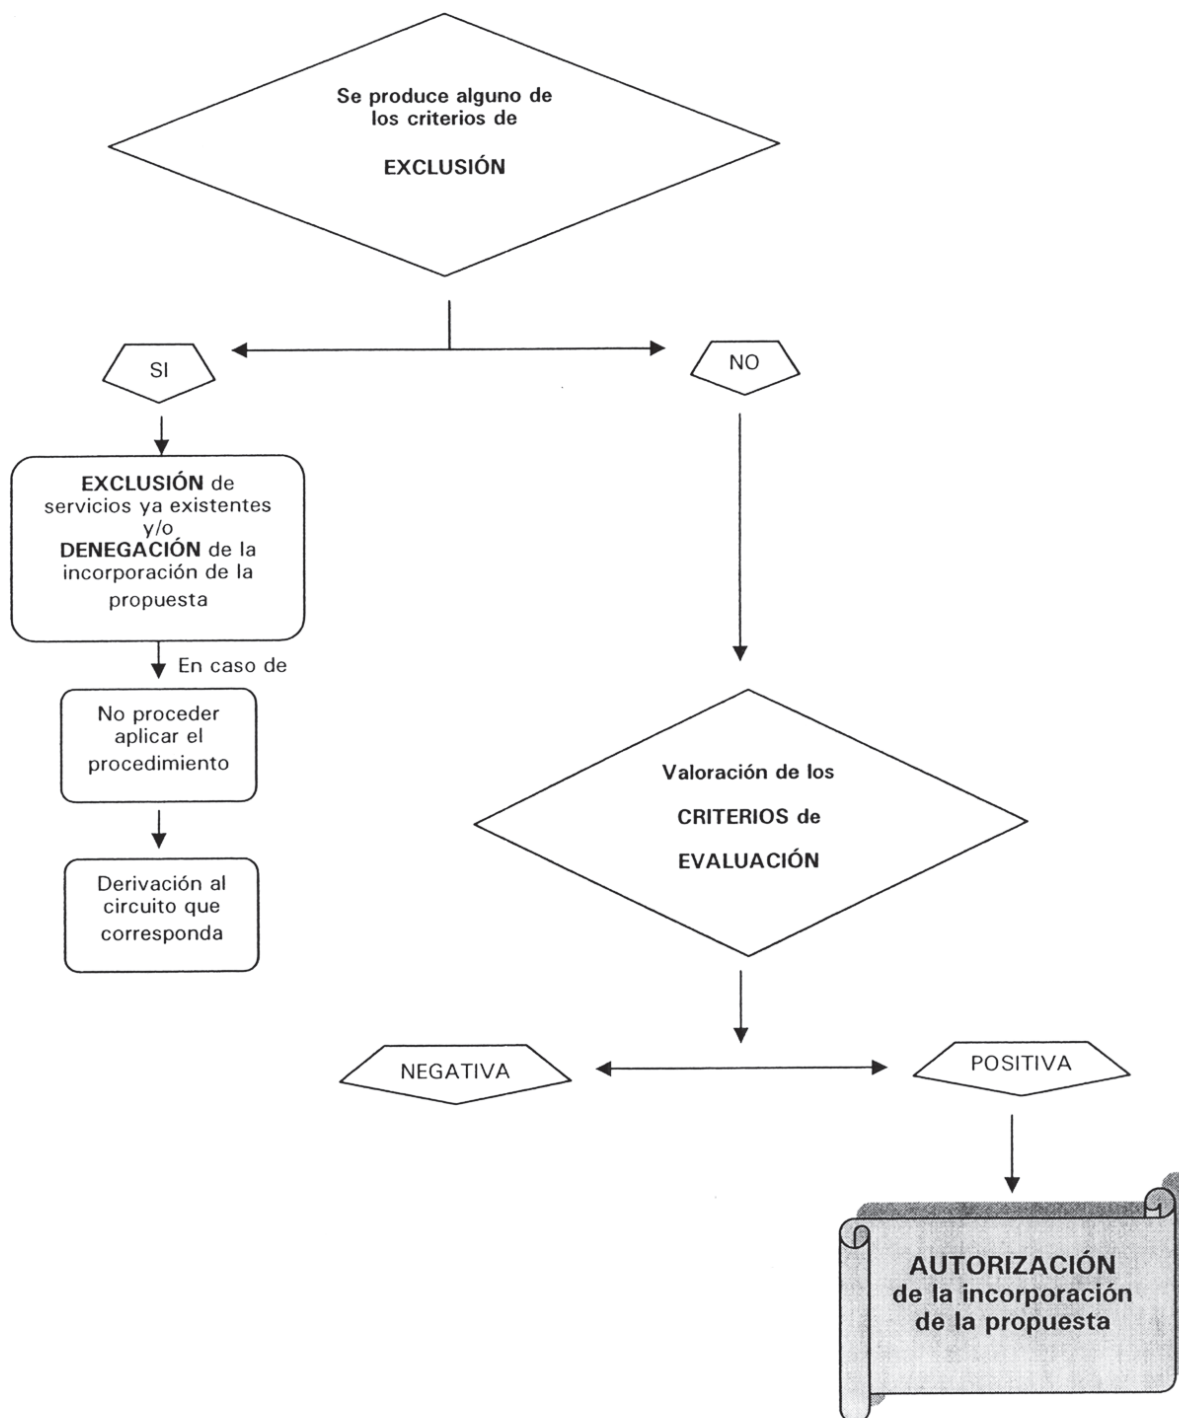 Se produce alguno de
los criterios de
EXCLUSIÓN
SI
NO
EXCLUSIÓN de
servicios ya existentes
y/o
DENEGACIÓN de la
incorporación de la
propuesta
En caso de
No proceder
aplicar el
procedimiento
Derivación al
circuito que
corresponda
Valoración de los
CRITERIOS de
EVALUACIÓN
NEGATIVA
POSITIVA
AUTORIZACIÓN
de la incorporación
de la propuesta